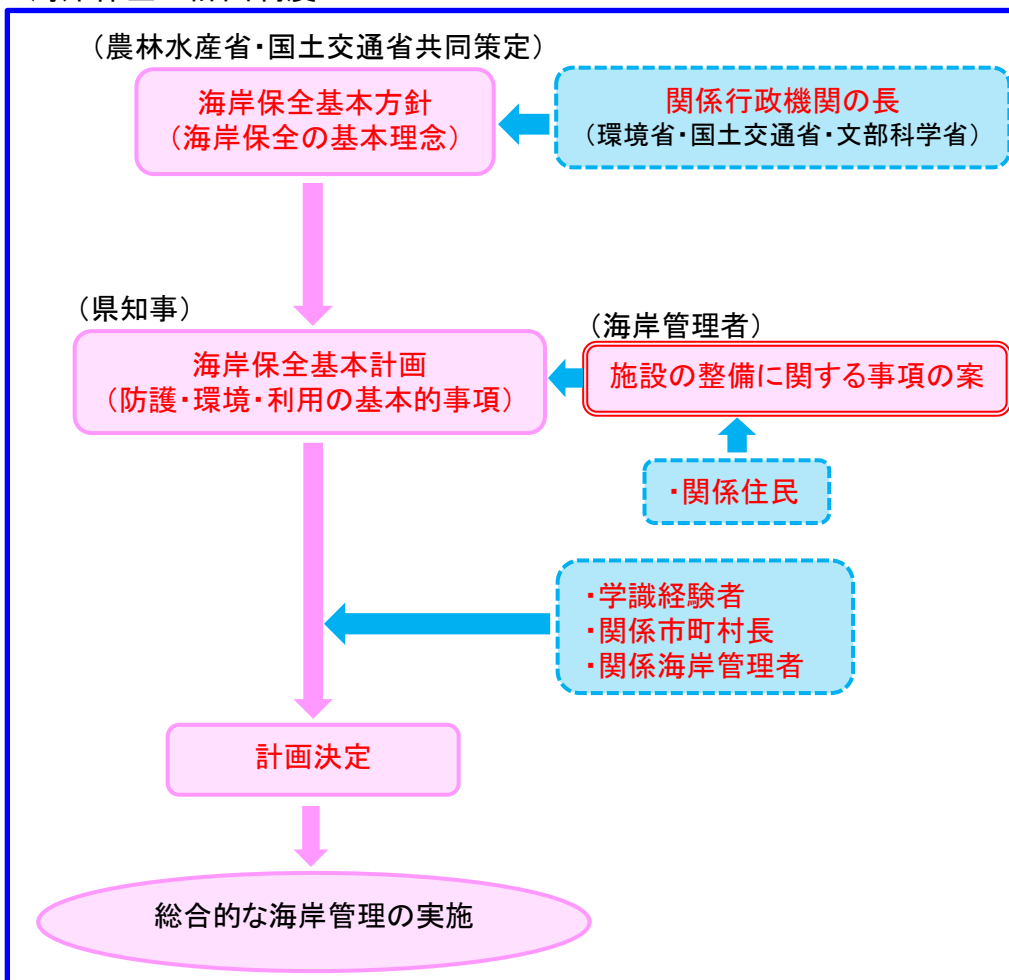 （農林水産省・国土交通省共同策定）
海岸保全基本方針
（海岸保全の基本理念）
関係行政機関の長
（環境省・国土交通省・文部科学省）
（県知事）
海岸保全基本計画
（防護・環境・利用の基本的事項）
（海岸管理者）
施設の整備に関する事項の案
・関係住民
・学識経験者
・関係市町村長
・関係海岸管理者
計画決定
総合的な海岸管理の実施